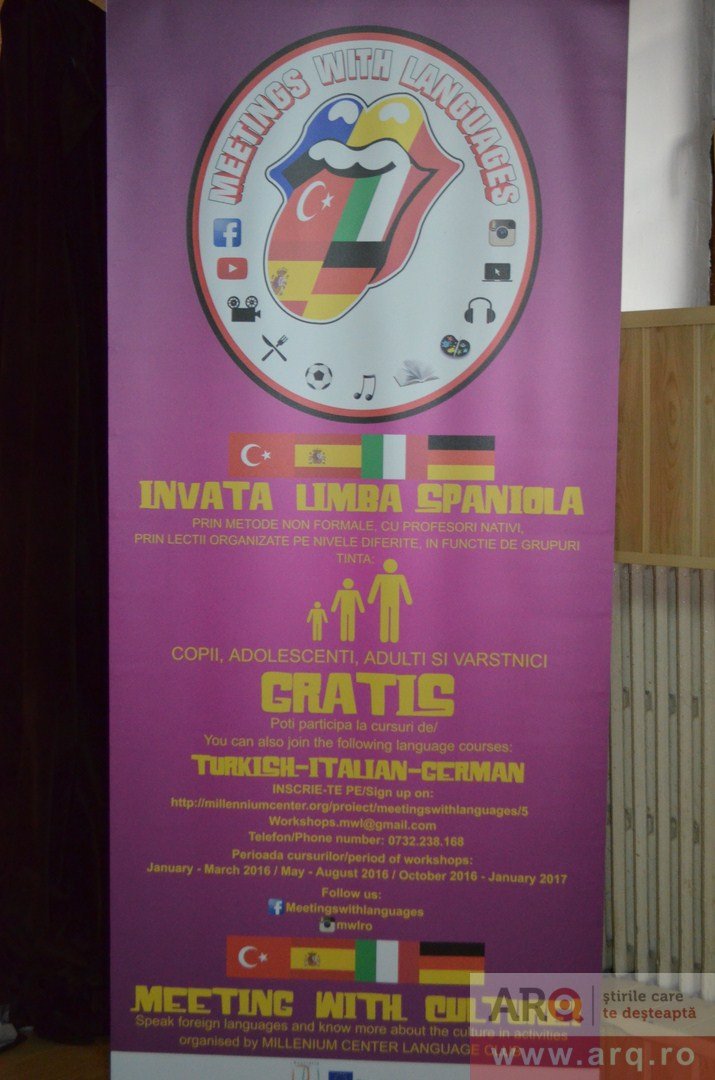 MEETINGS WITH LANGUAGES
INVATA LIMBA SPANIOLA
PRIN METODE NON FORMALE, CU PROFESORI NATIVI,
PRIN LECTII ORGANIZATE PE NIVELE DIFERITE, IN FUNCTIE DE GRUPURI
TINTA:
COPII, ADOLESCENTI, ADULTI SI VARSTNICI
GRATIS
Poti participa la cursuri de/
You can also join the following language courses:
TURKISH-ITALIAN-GERMAN
INSCRIE-TE PE/Sign up on:
http://millenniumcenter.org/proiect/meetingswithlanguages/5
Workshops.mwl@gmail.com
Telefon/Phone number: 0732.238.168
Perioada cursurilor/period of workshops:
January - March 2016 / May - August 2016 / October 2016 - January 2017
Follow us:
Meetingswithlanguages
mwlro
MEETING WITH
Speak foreign languages and know more about the culture in activities
organised by MILLENIUM CENTER LANGUAGE CLUB
ARQ știrile care
te deșteaptă
www.arq.ro